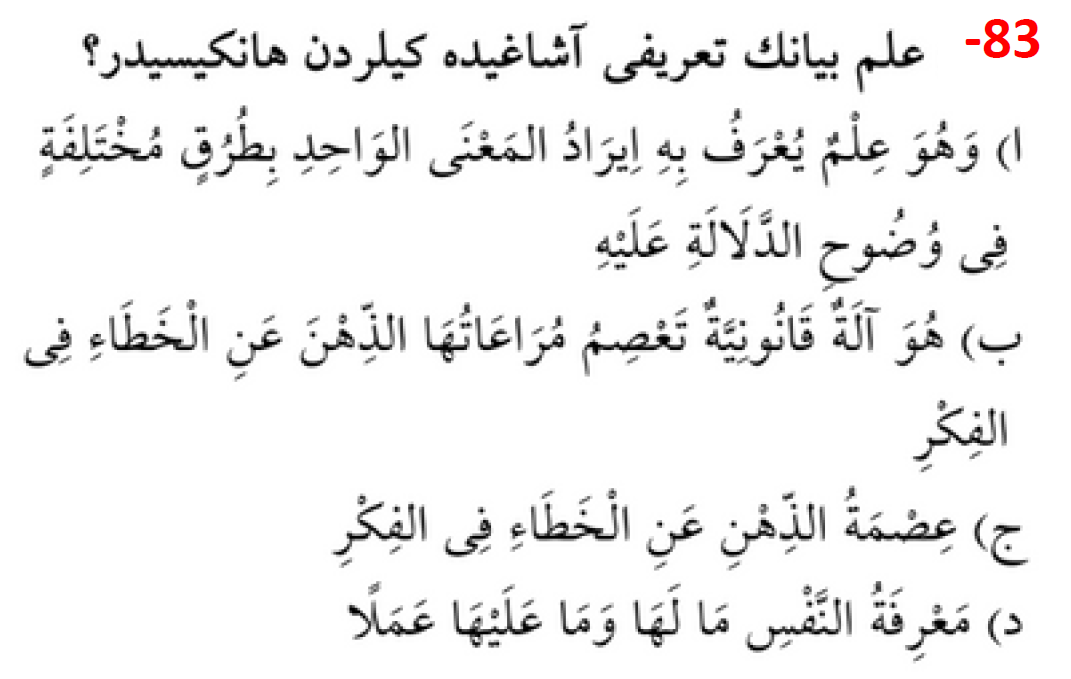 83- علم بيانك تعريفى آشاغيده كيلردن هانكيسيدر؟
ا) وَهُوَ عِلْمٌ يُعْرَفُ بِهِ اِيرَادُ المَعْنَى الوَاحِدِ بِطُرُقٍ مُخْتَلِفَةٍ
فِى وُضُوحِ الدَّلَالَةِ عَلَيْهِ
ب) هُوَ آلَةٌ قَانُونِيَّةٌ تَعْصِمُ مُرَاعَاتُهَا الذِّهْنَ عَنِ الْخَطَاءِ فِى
الفِكْرِ
ج) عِصْمَةُ الذِّهْنِ عَنِ الْخَطَاءِ فِى الفِكْرِ
د) مَعْرِفَةُ النَّفْسِ مَا لَهَا وَمَا عَلَيْهَا عَمَلًا